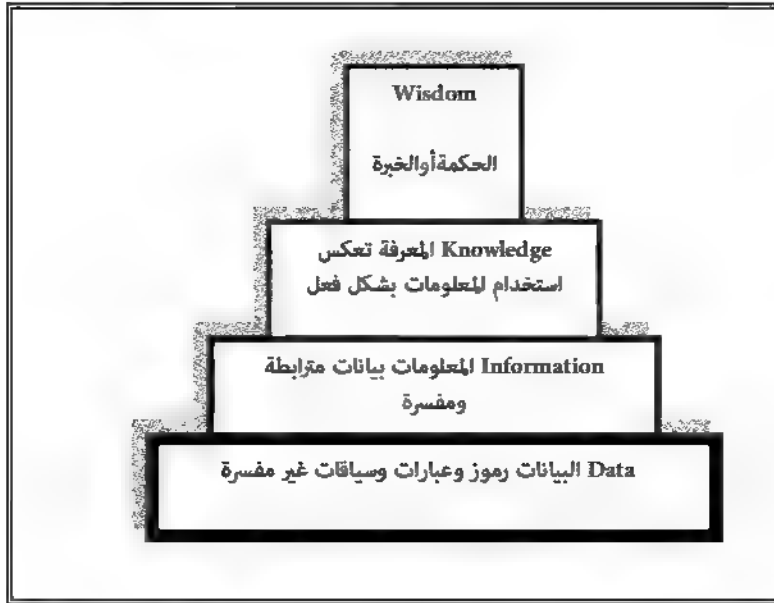 Wisdom
الحكمةأوالخبرة
Knowledge المعرفة تعكس
استخدام المعلومات بشكل فعل
Information المعلومات بيانات مترابطة
ومفسرة
Data البيانات رموز وعبارات وسياقات غير مفسرة